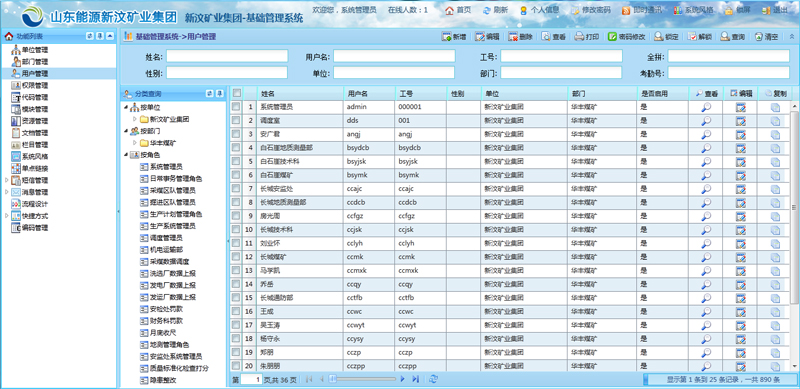 山东能源新汶矿业集团 新汶矿业集团-基础管理系统
欢迎您，系统管理员 在线人数：1 首页 刷新 个人信息 修改密码 即时通讯 系统风格 锁屏 退出
功能列表
单位管理
部门管理
用户管理
权限管理
代码管理
模块管理
资源管理
文档管理
栏目管理
系统风格
单点链接
短信管理
消息管理
流程设计
快捷方式
编码管理
基础管理系统->用户管理
新增 编辑 删除 查看 打印 密码修改 锁定 解锁 查询 清空
姓名: 用户名: 工号: 全拼:
性别: 单位: 部门: 考勤号:
分类查询
按单位
新汶矿业集团
按部门
华丰煤矿
按角色
系统管理员
日常事务管理角色
采煤区队管理员
掘进区队管理员
生产计划管理角色
生产系统管理员
调度管理员
机电运输部
采煤数据调度
洗选厂数据上报
发电厂数据上报
发运厂数据上报
安检处罚款
财务科罚款
月底收尺
地测管理角色
安监处系统管理员
质量标准化检查打分
隐患整改
姓名 用户名 工号 性别 单位 部门 是否启用 查看 编辑 复制
1 系统管理员 admin 000001 新汶矿业集团 华丰煤矿 是
2 调度室 dds 001 新汶矿业集团 华丰煤矿 是
3 安广君 angj angj 新汶矿业集团 华丰煤矿 是
4 白石崖地质测量部 bsydcb bsydcb 新汶矿业集团 华丰煤矿 是
5 白石崖技术科 bsyjsk bsyjsk 新汶矿业集团 华丰煤矿 是
6 白石崖煤矿 bsymk bsymk 新汶矿业集团 华丰煤矿 是
7 长城安监处 ccajc ccajc 新汶矿业集团 华丰煤矿 是
8 长城地质测量部 ccdcb ccdcb 新汶矿业集团 华丰煤矿 是
9 房光周 ccfgz ccfgz 新汶矿业集团 华丰煤矿 是
10 长城技术科 ccjsk ccjsk 新汶矿业集团 华丰煤矿 是
11 刘业怀 cclyh cclyh 新汶矿业集团 华丰煤矿 是
12 长城煤矿 ccmk ccmk 新汶矿业集团 华丰煤矿 是
13 马学凯 ccmxk ccmxk 新汶矿业集团 华丰煤矿 是
14 乔岳 ccqy ccqy 新汶矿业集团 华丰煤矿 是
15 长城通防部 cctfb cctfb 新汶矿业集团 华丰煤矿 是
16 王成 ccwc ccwc 新汶矿业集团 华丰煤矿 是
17 吴玉涛 ccwyt ccwyt 新汶矿业集团 华丰煤矿 是
18 杨守永 ccysy ccysy 新汶矿业集团 华丰煤矿 是
19 郑朋 cczp cczp 新汶矿业集团 华丰煤矿 是
20 朱朋朋 cczpp cczpp 新汶矿业集团 华丰煤矿 是
第 1 页,共 36 页 显示第 1 条到 25 条记录，一共 890 条